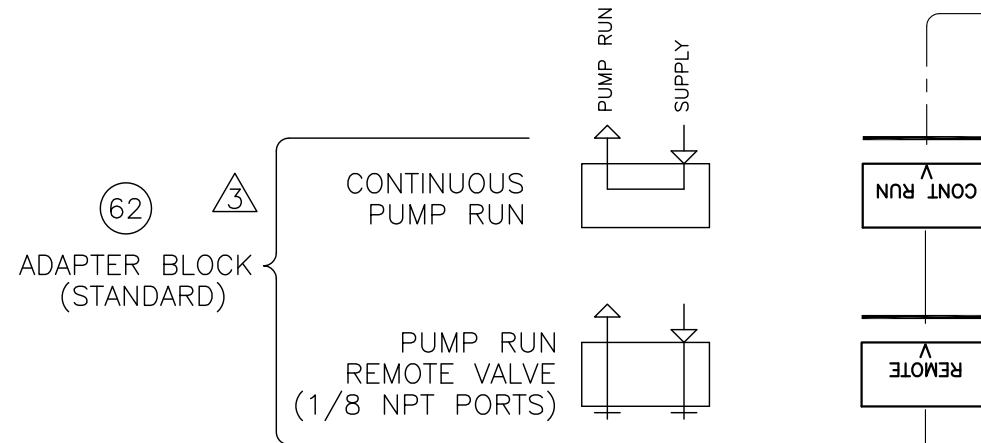 PUMP RUN
SUPPLY
62
3
CONTINUOUS
PUMP RUN
CONT RUN
ADAPTER BLOCK
(STANDARD)
PUMP RUN
REMOTE VALVE
(1/8 NPT PORTS)
REMOTE